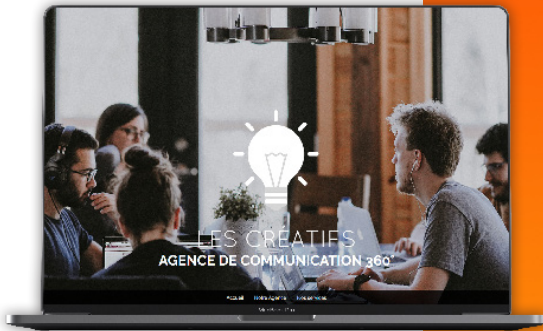 LES CRÉATIFS
AGENCE DE COMMUNICATION 360°
Accueil Notre Agence Nos services